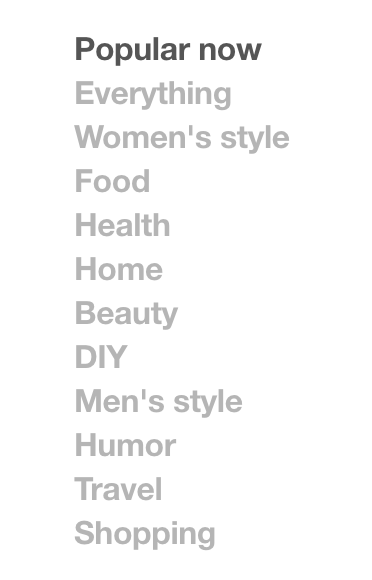 Popular now
Everything
Women's style
Food
Health
Home
Beauty
DIY
Men's style
Humor
Travel
Shopping